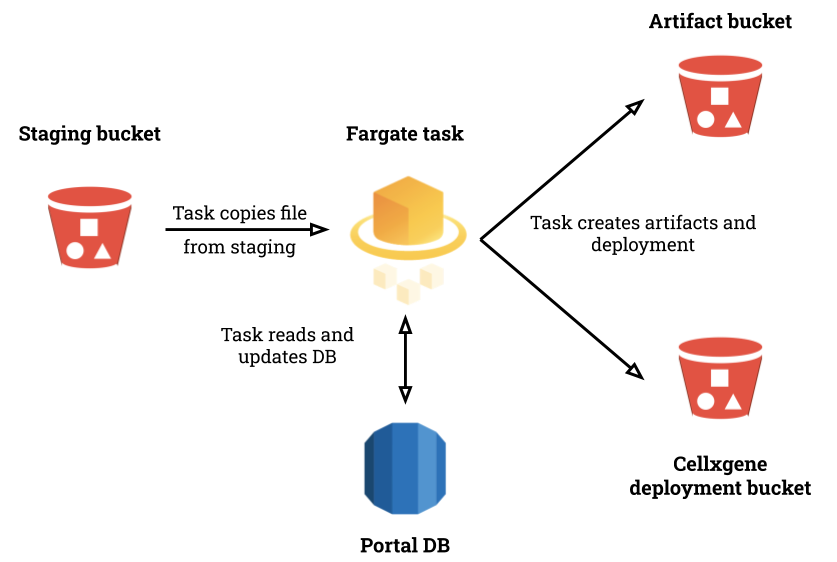 Artifact bucket
Staging bucket
Fargate task
Task copies file
from staging
Task creates artifacts and
deployment
Task reads and
updates DB
Cellxgene
deployment bucket
Portal DB